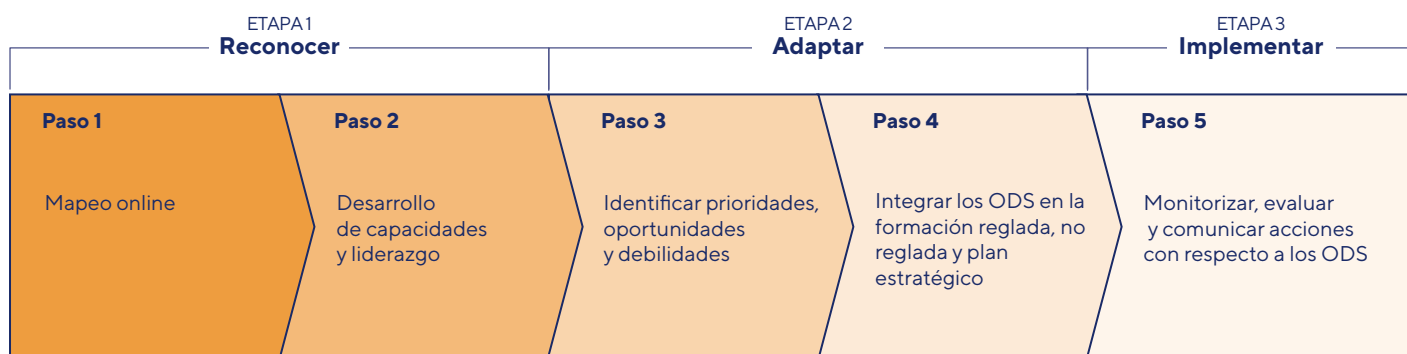 ETAPA 1
Reconocer
ETAPA 2
Adaptar
ETAPA 3
Implementar
Paso 1
Mapeo online
Paso 2
Desarrollo
de capacidades
y liderazgo
Paso 3
Identificar prioridades,
oportunidades
y debilidades
Paso 4
Integrar los ODS en la
formación reglada, no
reglada y plan
estratégico
Paso 5
Monitorizar, evaluar
y comunicar acciones
con respecto a los ODS